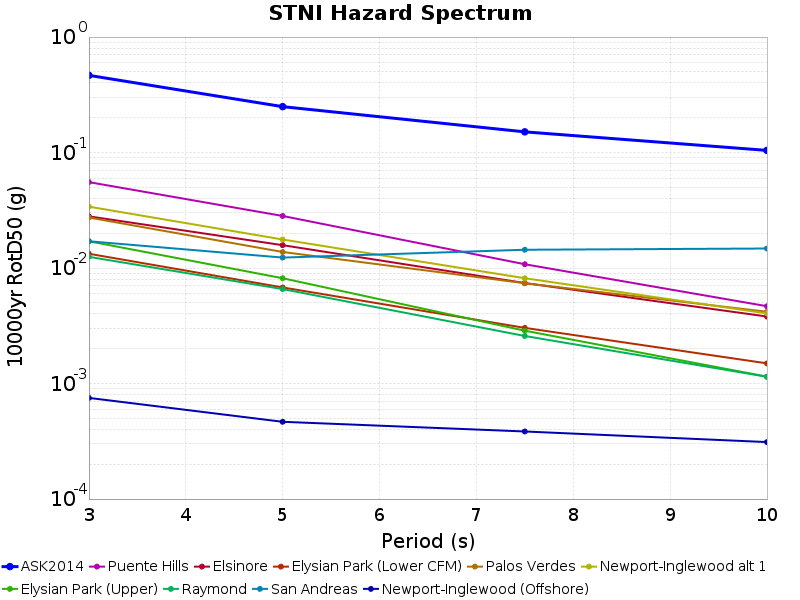 STNI Hazard Spectrum
10000yr RotD50 (g)
10^0
10^-1
10^-2
10^-3
10^-4
3 4 5 6 7 8 9 10
Period (s)
ASK2014 Puente Hills Elsinore Elysian Park (Lower CFM) Palos Verdes Newport-Inglewood alt 1
Elysian Park (Upper) Raymond San Andreas Newport-Inglewood (Offshore)